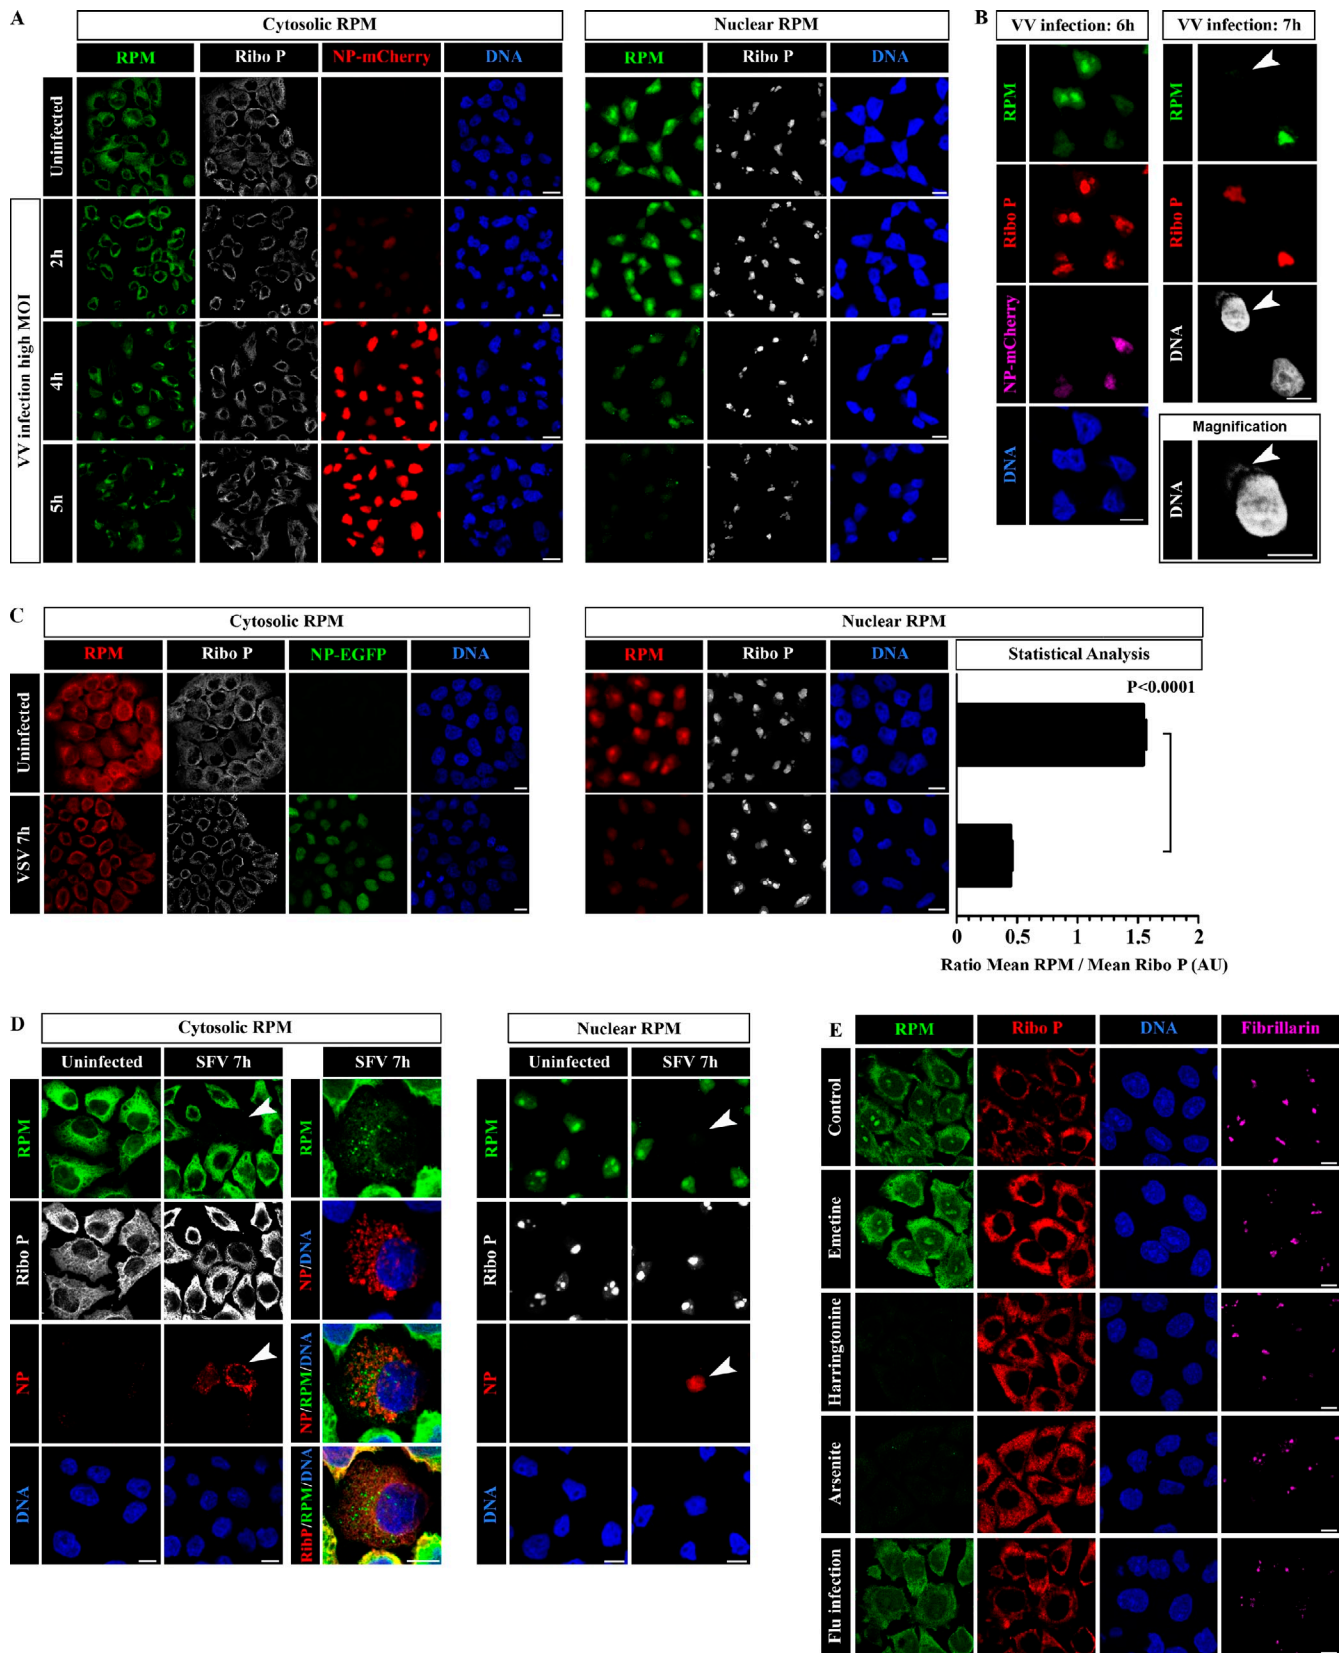 A
Cytosolic RPM
Nuclear RPM
RPM
Ribo P
NP-mCherry
DNA
RPM
Ribo P
DNA
Uninfected
VV infection high MOI
2h
4h
5h
B
VV infection: 6h
VV infection: 7h
RPM
Ribo P
NP-mCherry
DNA
RPM
Ribo P
DNA
Magnification
DNA
C
Cytosolic RPM
Nuclear RPM
RPM
Ribo P
NP-EGFP
DNA
RPM
Ribo P
DNA
Statistical Analysis
Uninfected
VSV 7h
P<0.0001
0 0.5 1 1.5 2
Ratio Mean RPM / Mean Ribo P (AU)
D
Cytosolic RPM
Nuclear RPM
Uninfected
SFV 7h
SFV 7h
Uninfected
SFV 7h
RPM
Ribo P
NP
DNA
RPM
NP/DNA
NP/RPM/DNA
RibP/RPM/DNA
RPM
Ribo P
NP
DNA
E
RPM
Ribo P
DNA
Fibrillarin
Control
Emetine
Harringtonine
Arsenite
Flu infection